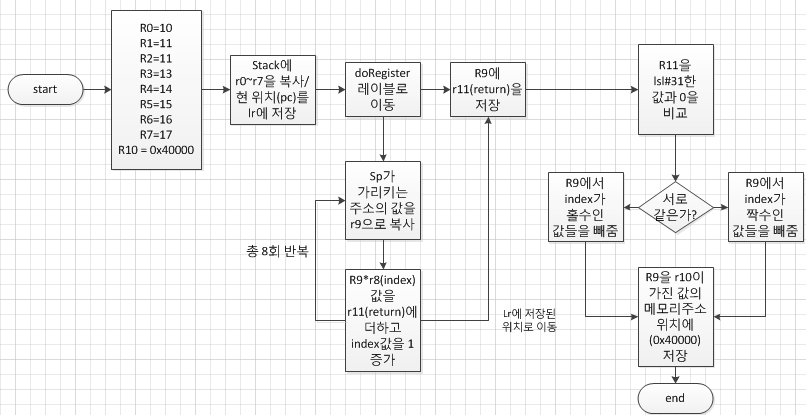 start
R0=10
R1=11
R2=11
R3=13
R4=14
R5=15
R6=16
R7=17
R10 = 0x40000
Stack에
r0~r7을 복사/
현 위치(pc)를
lr에 저장
doRegister
레이블로
이동
R9에
r11(return)을
저장
R11을
lsl#31한
값과 0을
비교
Sp가
가리키는
주소의 값을
r9으로 복사
총 8회 반복
R9*r8(index)
값을
r11(return)에
더하고
index값을 1
증가
Lr에 저장된
위치로 이동
R9에서
index가
홀수인
값들을 빼줌
서로
같은가?
R9에서
index가
짝수인
값들을 빼줌
R9을 r10이
가진 값의
메모리주소
위치에
(0x40000)
저장
end